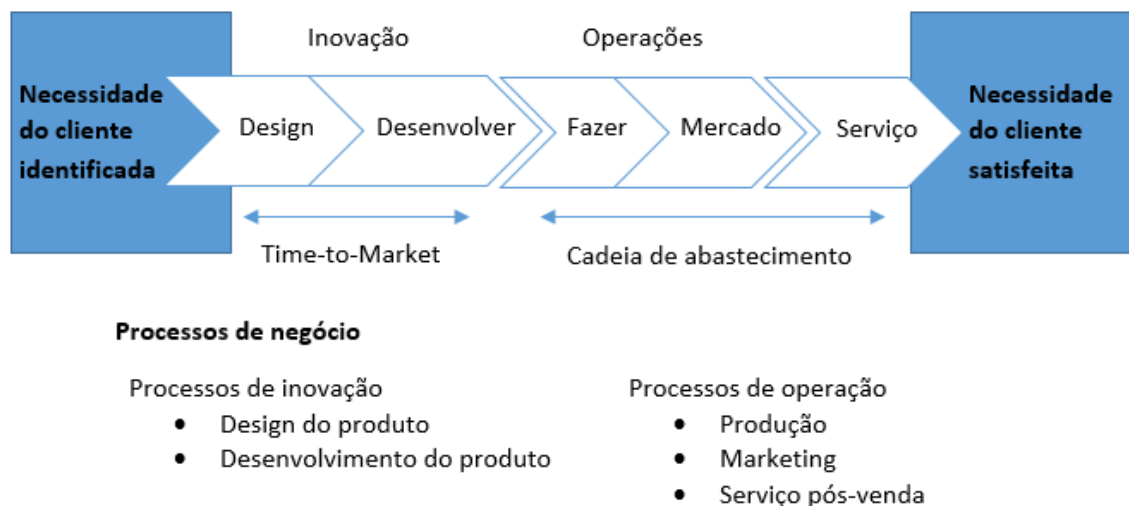 Inovação
Operações
Necessidade
do cliente
identificada
Design
Desenvolver
Fazer
Mercado
Serviço
Necessidade
do cliente
satisfeita
Time-to-Market
Cadeia de abastecimento
Processos de negócio
Processos de inovação
• Design do produto
• Desenvolvimento do produto
Processos de operação
• Produção
• Marketing
• Serviço pós-venda